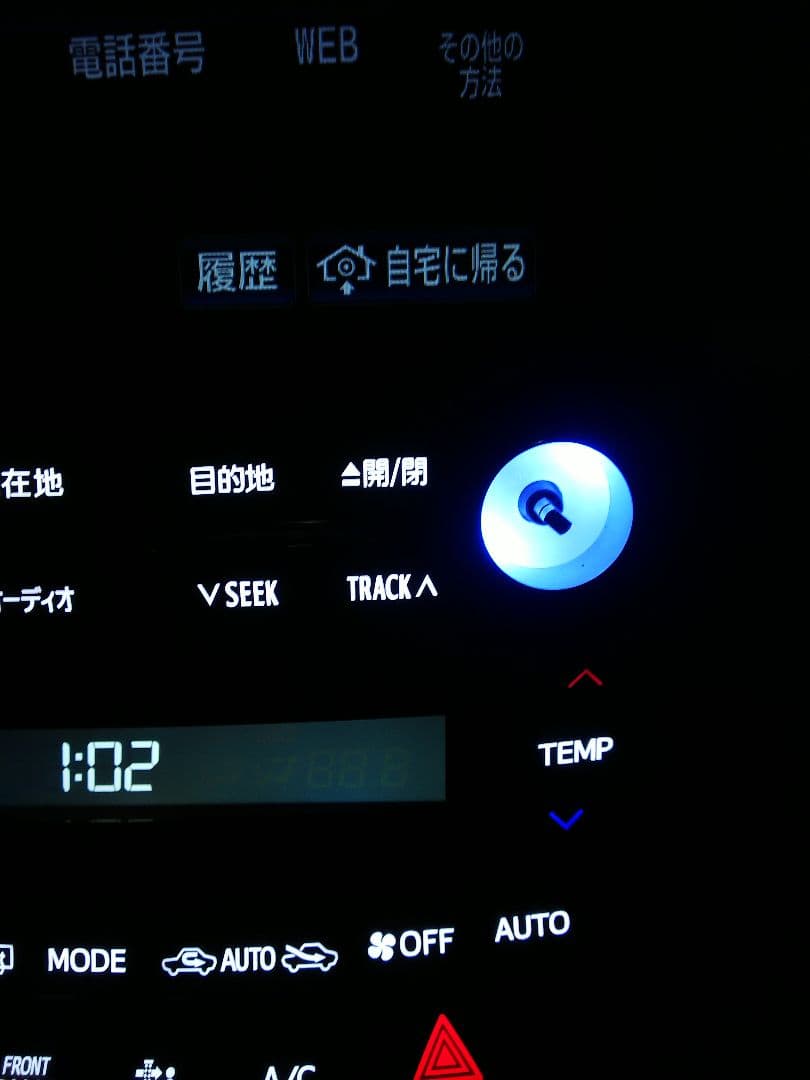 電話番号 WEB その他の
方法
履歴 自宅に帰る
在地 目的地 ⏏開/閉
ーディオ ∨SEEK TRACK∧
∧
1:02 TEMP
∨
MODE AUTO OFF AUTO
FRONT A/C